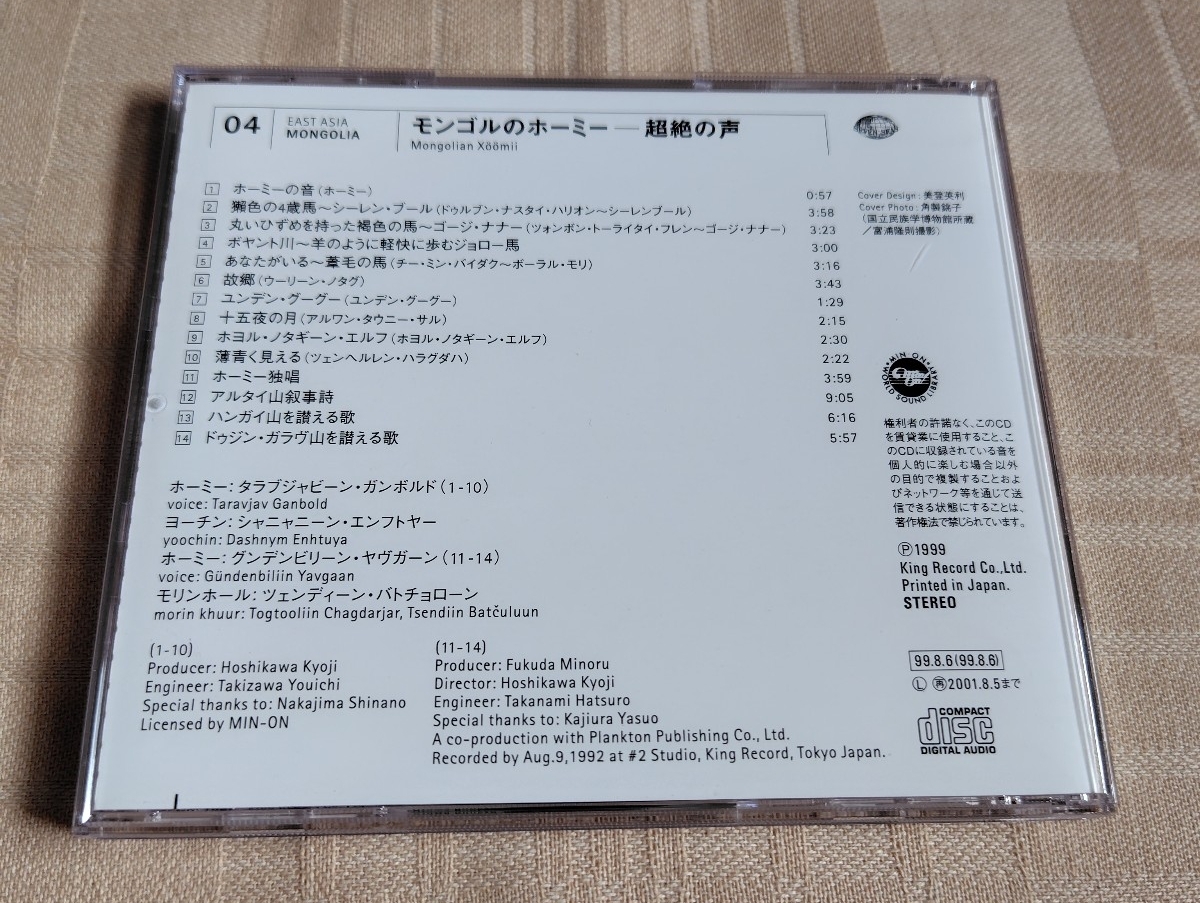 04
EAST ASIA
MONGOLIA
モンゴルのホーミー—超絶の声
Mongolian Xöömii
1 ホーミーの音(ホーミー) 0:57
2 獺色の4歳馬〜シーレン・ブール(ドゥルブン・ナスタイ・ハリオン〜シーレンブール) 3:58
3 丸いひずめを持った褐色の馬〜ゴージ・ナナー(ツォンボン・トーライタイ・フレン〜ゴージ・ナナー) 3:23
4 ボヤント川〜羊のように軽快に歩むジョロー馬 3:00
5 あなたがいる〜葦毛の馬(チー・ミン・バイダク〜ボーラル・モリ) 3:16
6 故郷(ウーリーン・ノタグ) 3:43
7 ユンデン・グーグー(ユンデン・グーグー) 1:29
8 十五夜の月(アルワン・タウニー・サル) 2:15
9 ホヨル・ノタギーン・エルフ(ホヨル・ノタギーン・エルフ) 2:30
10 薄青く見える(ツェンヘルレン・ハラグダハ) 2:22
11 ホーミー独唱 3:59
12 アルタイ山叙事詩 9:05
13 ハンガイ山を讃える歌 6:16
14 ドゥジン・ガラヴ山を讃える歌 5:57
ホーミー:タラブジャビーン・ガンボルド(1-10)
voice: Taravjav Ganbold
ヨーチン:シャニャニーン・エンフトヤー
yoochin: Dashnym Enhtuya
ホーミー:グンデンビリーン・ヤヴガーン(11-14)
voice: Gündenbiliin Yavgaan
モリンホール:ツェンディーン・バトチョローン
morin khuur: Togtooliin Chagdarjar, Tsendiin Batčuluun
(1-10)
Producer: Hoshikawa Kyoji
Engineer: Takizawa Youichi
Special thanks to: Nakajima Shinano
Licensed by MIN-ON
(11-14)
Producer: Fukuda Minoru
Director: Hoshikawa Kyoji
Engineer: Takanami Hatsuro
Special thanks to: Kajiura Yasuo
A co-production with Plankton Publishing Co., Ltd.
Recorded by Aug.9,1992 at #2 Studio, King Record, Tokyo Japan.
Cover Design:美登英利
Cover Photo:角製銚子
(国立民族学博物館所蔵
/富浦隆則撮影)
MIN ON
WORLD SOUND LIBRARY
権利者の許諾なく、このCD
を賃貸業に使用すること、こ
のCDに収録されている音を
個人的に楽しむ場合以外
の目的で複製することおよ
びネットワーク等を通じて送
信できる状態にすることは、
著作権法で禁じられています。
Ⓟ1999
King Record Co.,Ltd.
Printed in Japan.
STEREO
99.8.6(99.8.6)
Ⓛ ㊢2001.8.5まで
COMPACT
disc
DIGITAL AUDIO